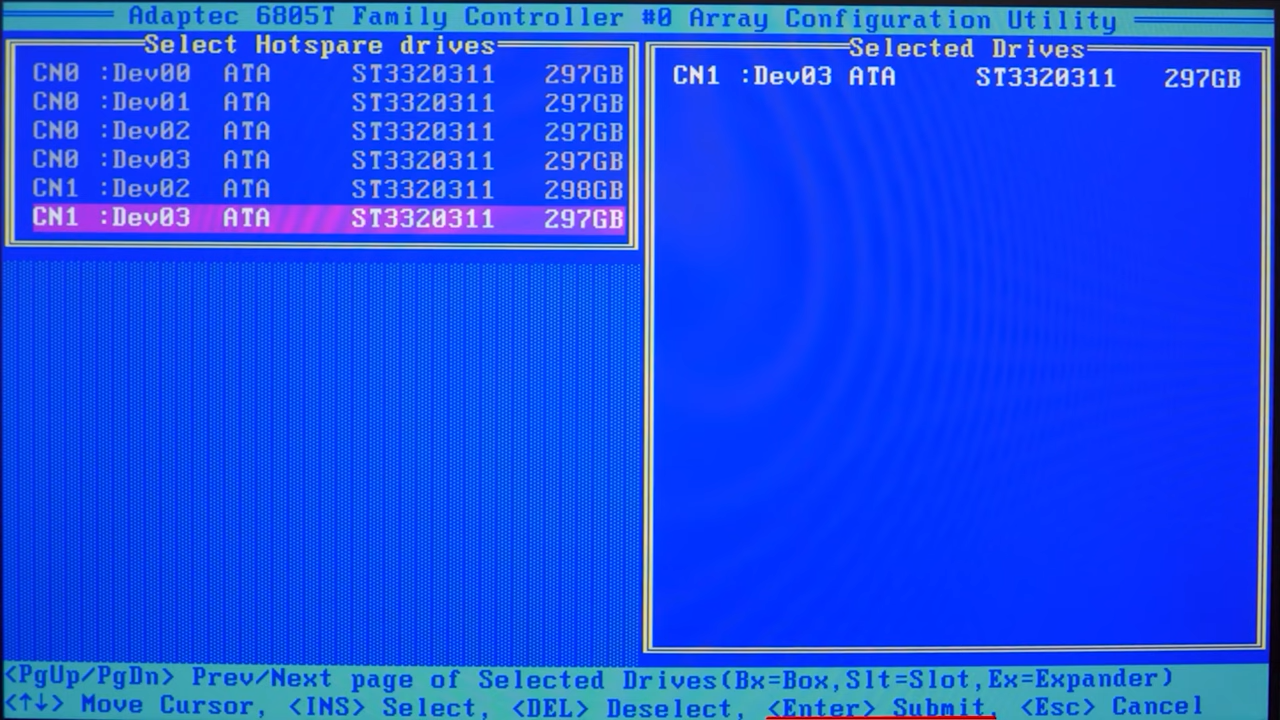 Adaptec 6805T Family Controller #0 Array Configuration Utility
Select Hotspare drives
CN0 :Dev00 ATA ST3320311 297GB
CN0 :Dev01 ATA ST3320311 297GB
CN0 :Dev02 ATA ST3320311 297GB
CN0 :Dev03 ATA ST3320311 297GB
CN1 :Dev02 ATA ST3320311 298GB
CN1 :Dev03 ATA ST3320311 297GB
Selected Drives
CN1 :Dev03 ATA ST3320311 297GB
<PgUp/PgDn> Prev/Next page of Selected Drives(Bx=Box,Slt=Slot,Ex=Expander)
<↑↓> Move Cursor, <INS> Select, <DEL> Deselect, <Enter> Submit, <Esc> Cancel